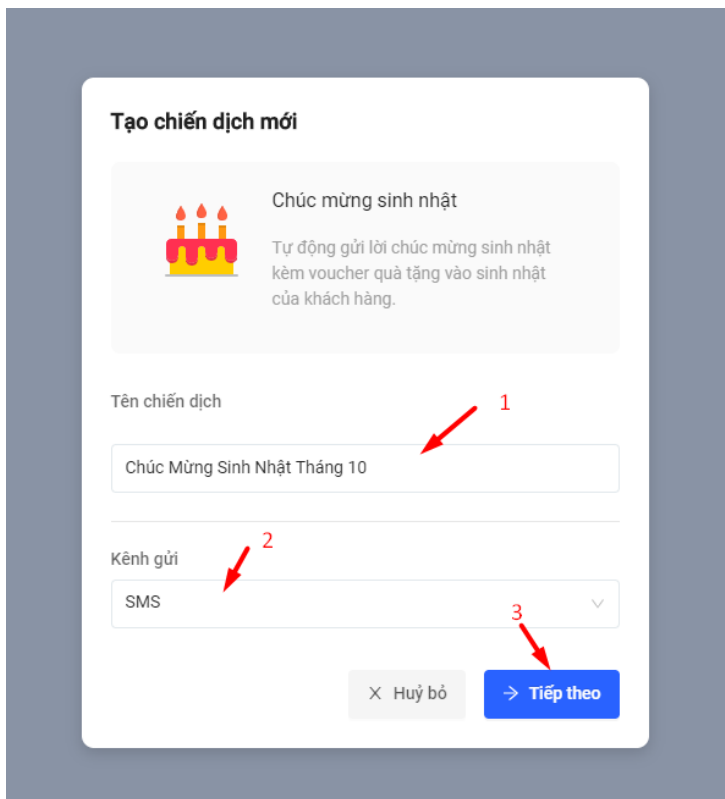 Tạo chiến dịch mới
Chúc mừng sinh nhật
Tự động gửi lời chúc mừng sinh nhật
kèm voucher quà tặng vào sinh nhật
của khách hàng.
Tên chiến dịch
1
Chúc Mừng Sinh Nhật Tháng 10
2
Kênh gửi
SMS
3
Huỷ bỏ
Tiếp theo